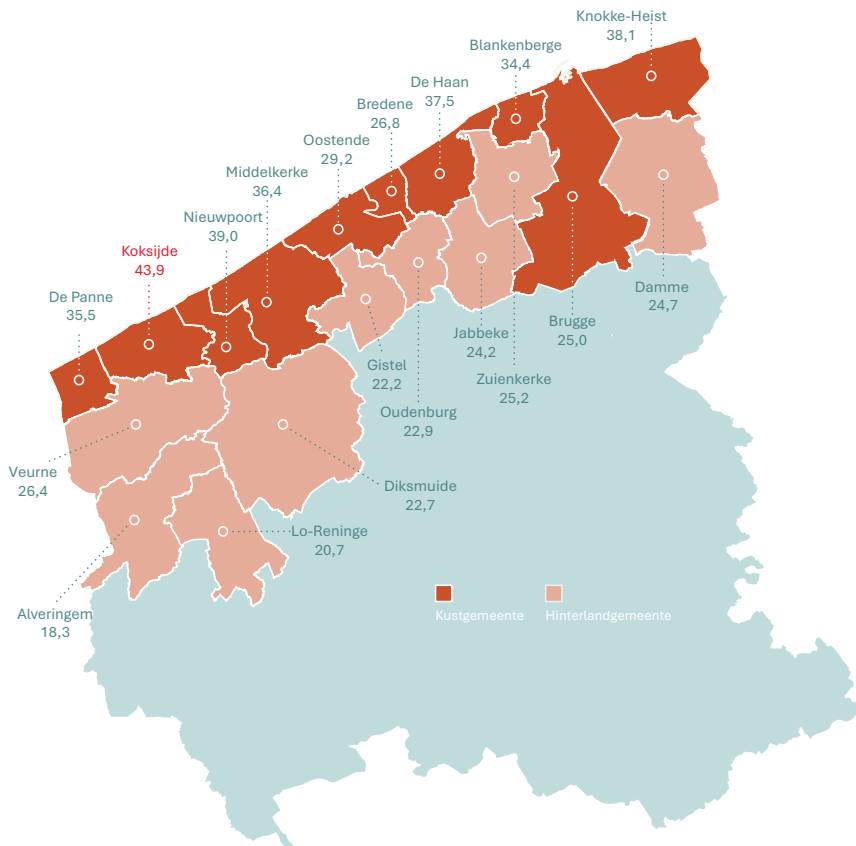 Knokke-Heist
38,1
Blankenberge
34,4
De Haan
37,5
Bredene
26,8
Oostende
29,2
Middelkerke
36,4
Nieuwpoort
39,0
Koksijde
43,9
De Panne
35,5
Damme
24,7
Brugge
25,0
Jabbeke
24,2
Zuienkerke
25,2
Gistel
22,2
Oudenburg
22,9
Veurne
26,4
Diksmuide
22,7
Lo-Reninge
20,7
Alveringem
18,3
Kustgemeente
Hinterlandgemeente